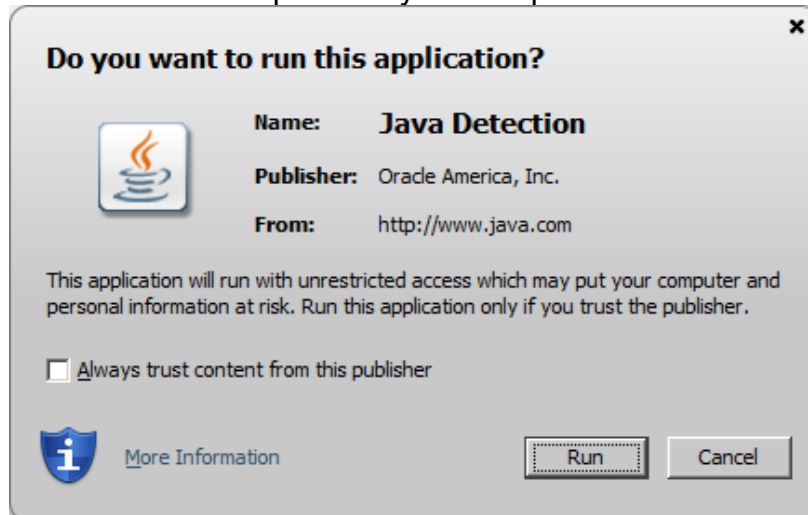 Do you want to run this application?
Name: Java Detection
Publisher: Oracle America, Inc.
From: http://www.java.com
This application will run with unrestricted access which may put your computer and
personal information at risk. Run this application only if you trust the publisher.
Always trust content from this publisher
More Information Run Cancel